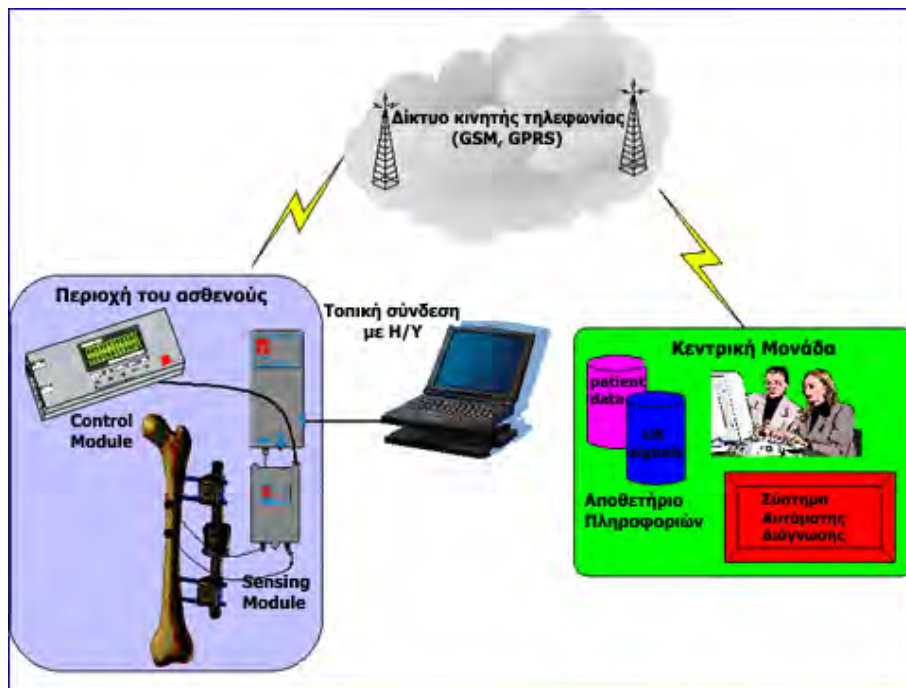 Δίκτυο κινητής τηλεφωνίας
(GSM, GPRS)
Περιοχή του ασθενούς
Control
Module
Sensing
Module
Τοπική σύνδεση
με Η/Υ
Κεντρική Μονάδα
patient
data
US
signals
Αποθετήριο
Πληροφοριών
Σύστημα
Αυτόματης
Διάγνωσης